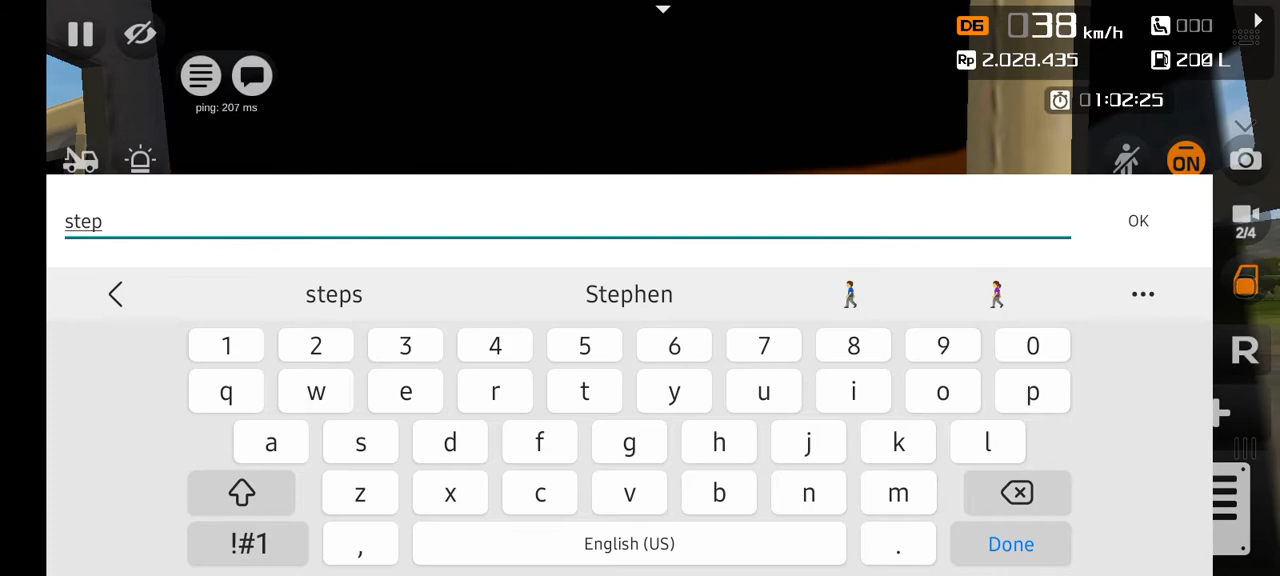 D6 038 km/h 000
Rp 2.028.435 200 L
ping: 207 ms
01:02:25
ON
step OK
2/4
steps Stephen •••
1 2 3 4 5 6 7 8 9 0
R
q w e r t y u i o p
a s d f g h j k l
z x c v b n m
!#1 , English (US) . Done